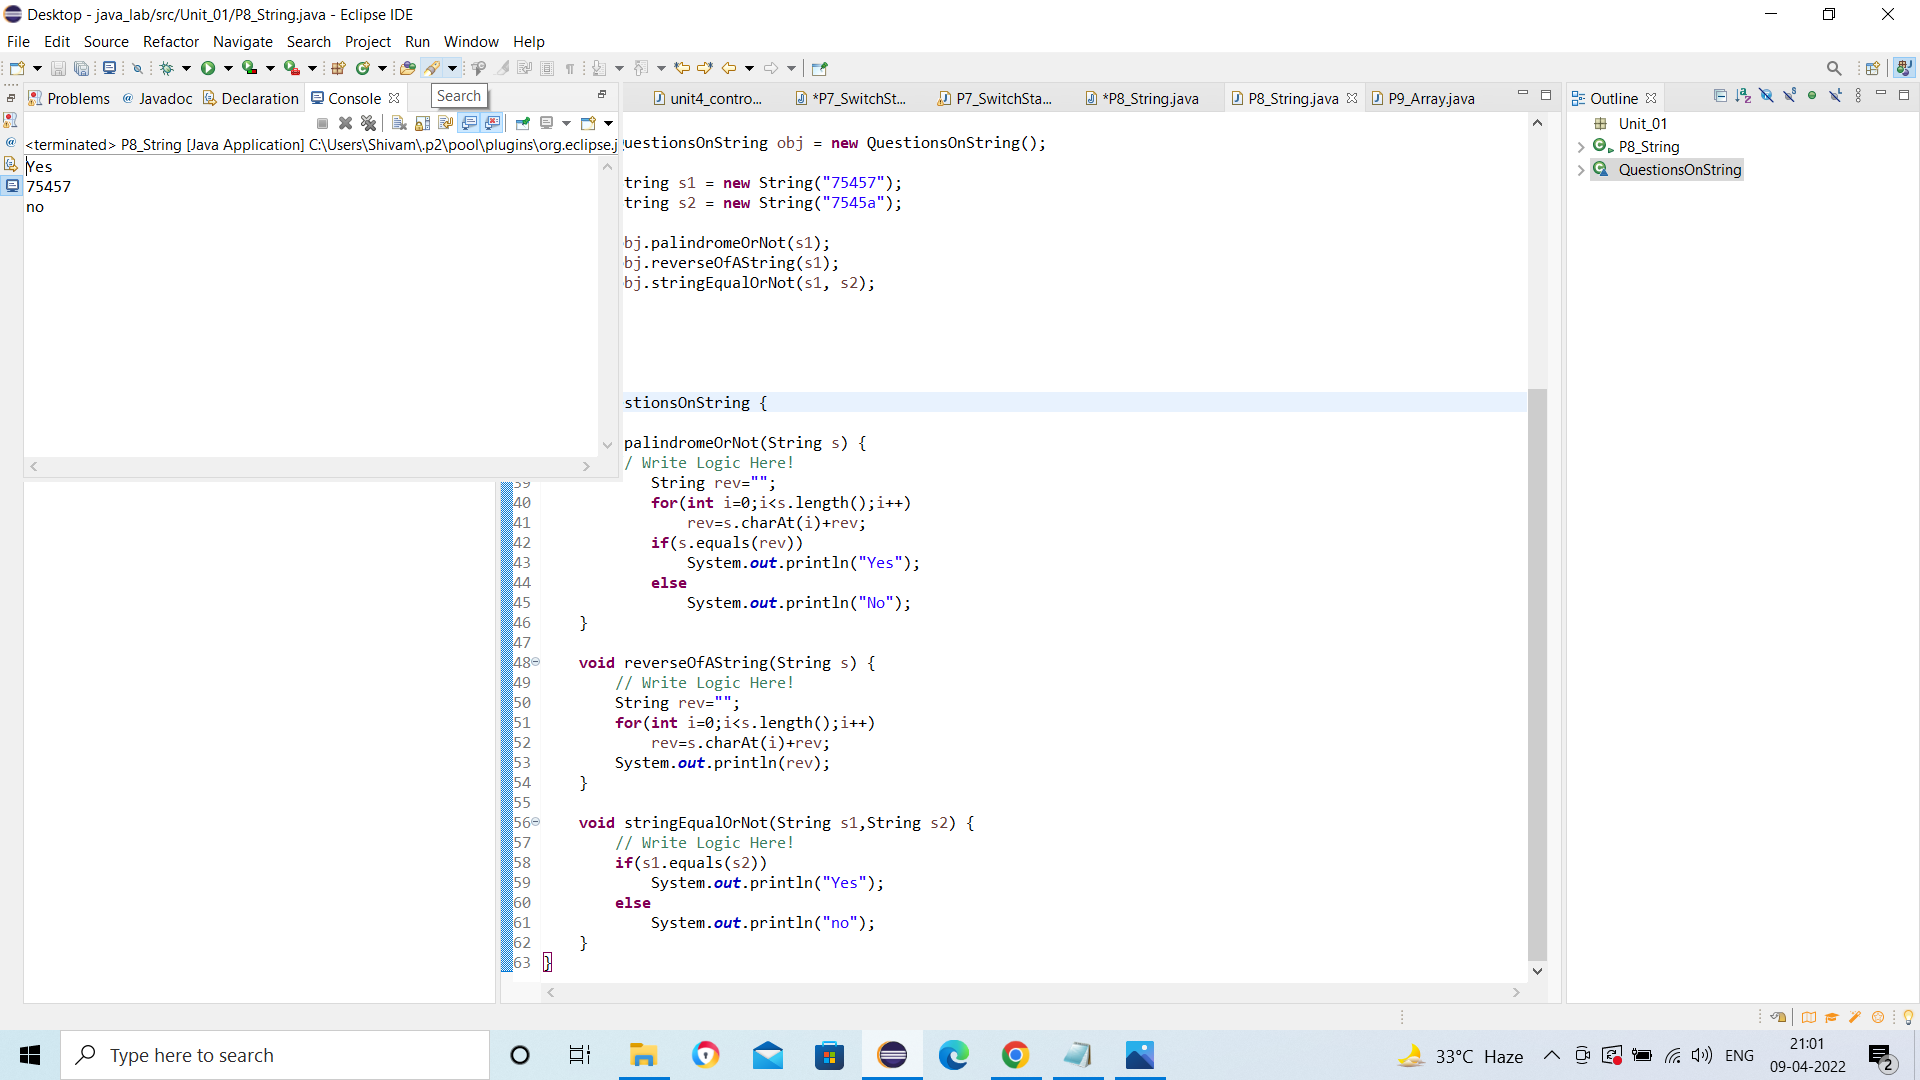 Desktop - java_lab/src/Unit_01/P8_String.java - Eclipse IDE
File Edit Source Refactor Navigate Search Project Run Window Help
Search
Problems @ Javadoc Declaration Console
unit4_contro... *P7_SwitchSt... P7_SwitchSta... *P8_String.java P8_String.java P9_Array.java
Outline
<terminated> P8_String [Java Application] C:\Users\Shivam\.p2\pool\plugins\org.eclipse.j
Yes
75457
no
uestionsOnString obj = new QuestionsOnString();
tring s1 = new String("75457");
tring s2 = new String("7545a");
bj.palindromeOrNot(s1);
bj.reverseOfAString(s1);
bj.stringEqualOrNot(s1, s2);
stionsOnString {
palindromeOrNot(String s) {
/ Write Logic Here!
39 String rev="";
40 for(int i=0;i<s.length();i++)
41 rev=s.charAt(i)+rev;
42 if(s.equals(rev))
43 System.out.println("Yes");
44 else
45 System.out.println("No");
46 }
47
48 void reverseOfAString(String s) {
49 // Write Logic Here!
50 String rev="";
51 for(int i=0;i<s.length();i++)
52 rev=s.charAt(i)+rev;
53 System.out.println(rev);
54 }
55
56 void stringEqualOrNot(String s1,String s2) {
57 // Write Logic Here!
58 if(s1.equals(s2))
59 System.out.println("Yes");
60 else
61 System.out.println("no");
62 }
63 }
Unit_01
P8_String
QuestionsOnString
Type here to search
33°C Haze
ENG
21:01
09-04-2022
2